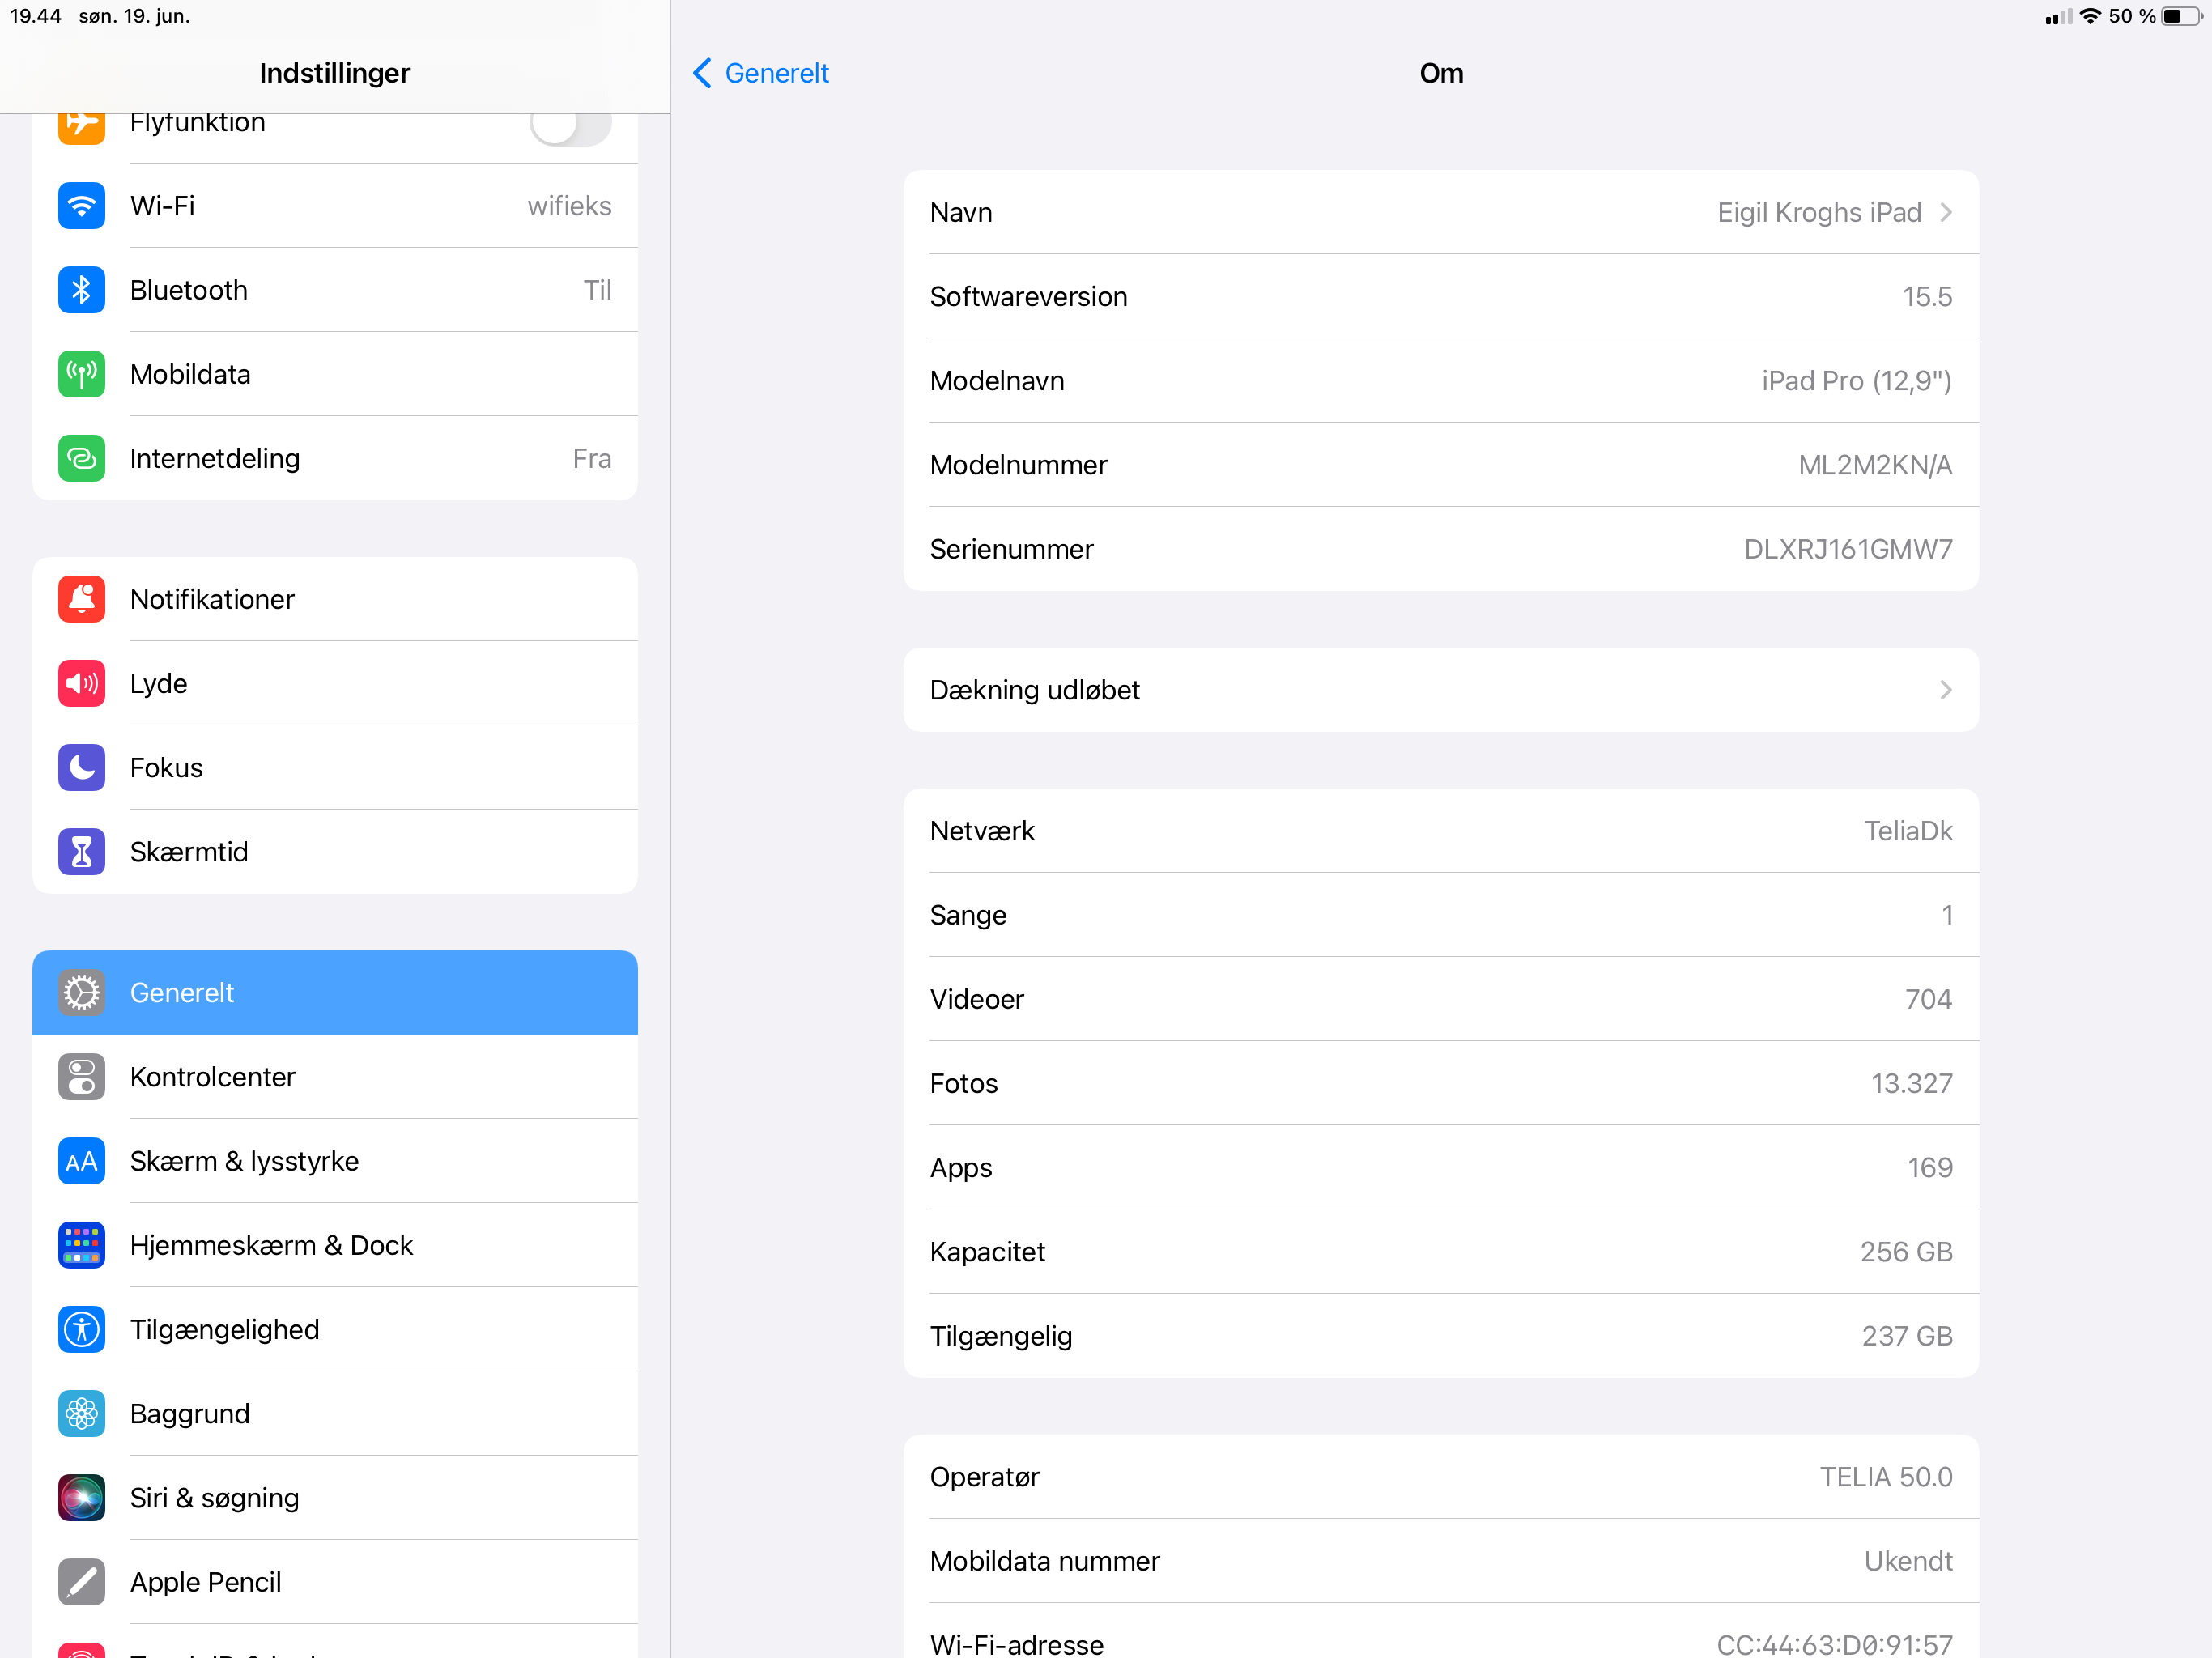 19.44 søn. 19. jun.
50 %
Indstillinger
Flyfunktion
Wi-Fi wifieks
Bluetooth Til
Mobildata
Internetdeling Fra
Notifikationer
Lyde
Fokus
Skærmtid
Generelt
Kontrolcenter
AA Skærm & lysstyrke
Hjemmeskærm & Dock
Tilgængelighed
Baggrund
Siri & søgning
Apple Pencil
Generelt
Om
Navn Eigil Kroghs iPad
Softwareversion 15.5
Modelnavn iPad Pro (12,9")
Modelnummer ML2M2KN/A
Serienummer DLXRJ161GMW7
Dækning udløbet
Netværk TeliaDk
Sange 1
Videoer 704
Fotos 13.327
Apps 169
Kapacitet 256 GB
Tilgængelig 237 GB
Operatør TELIA 50.0
Mobildata nummer Ukendt
Wi-Fi-adresse CC:44:63:D0:91:57